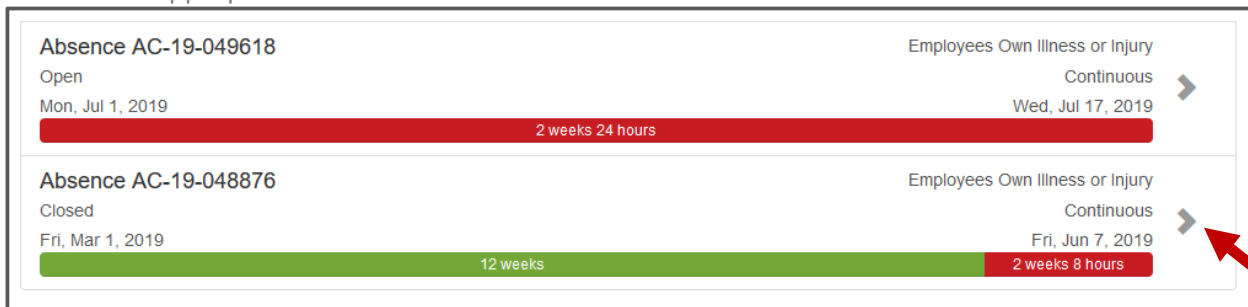 Absence AC-19-049618
Employees Own Illness or Injury
Open
Continuous
Mon, Jul 1, 2019
Wed, Jul 17, 2019
2 weeks 24 hours
Absence AC-19-048876
Employees Own Illness or Injury
Closed
Continuous
Fri, Mar 1, 2019
Fri, Jun 7, 2019
12 weeks
2 weeks 8 hours